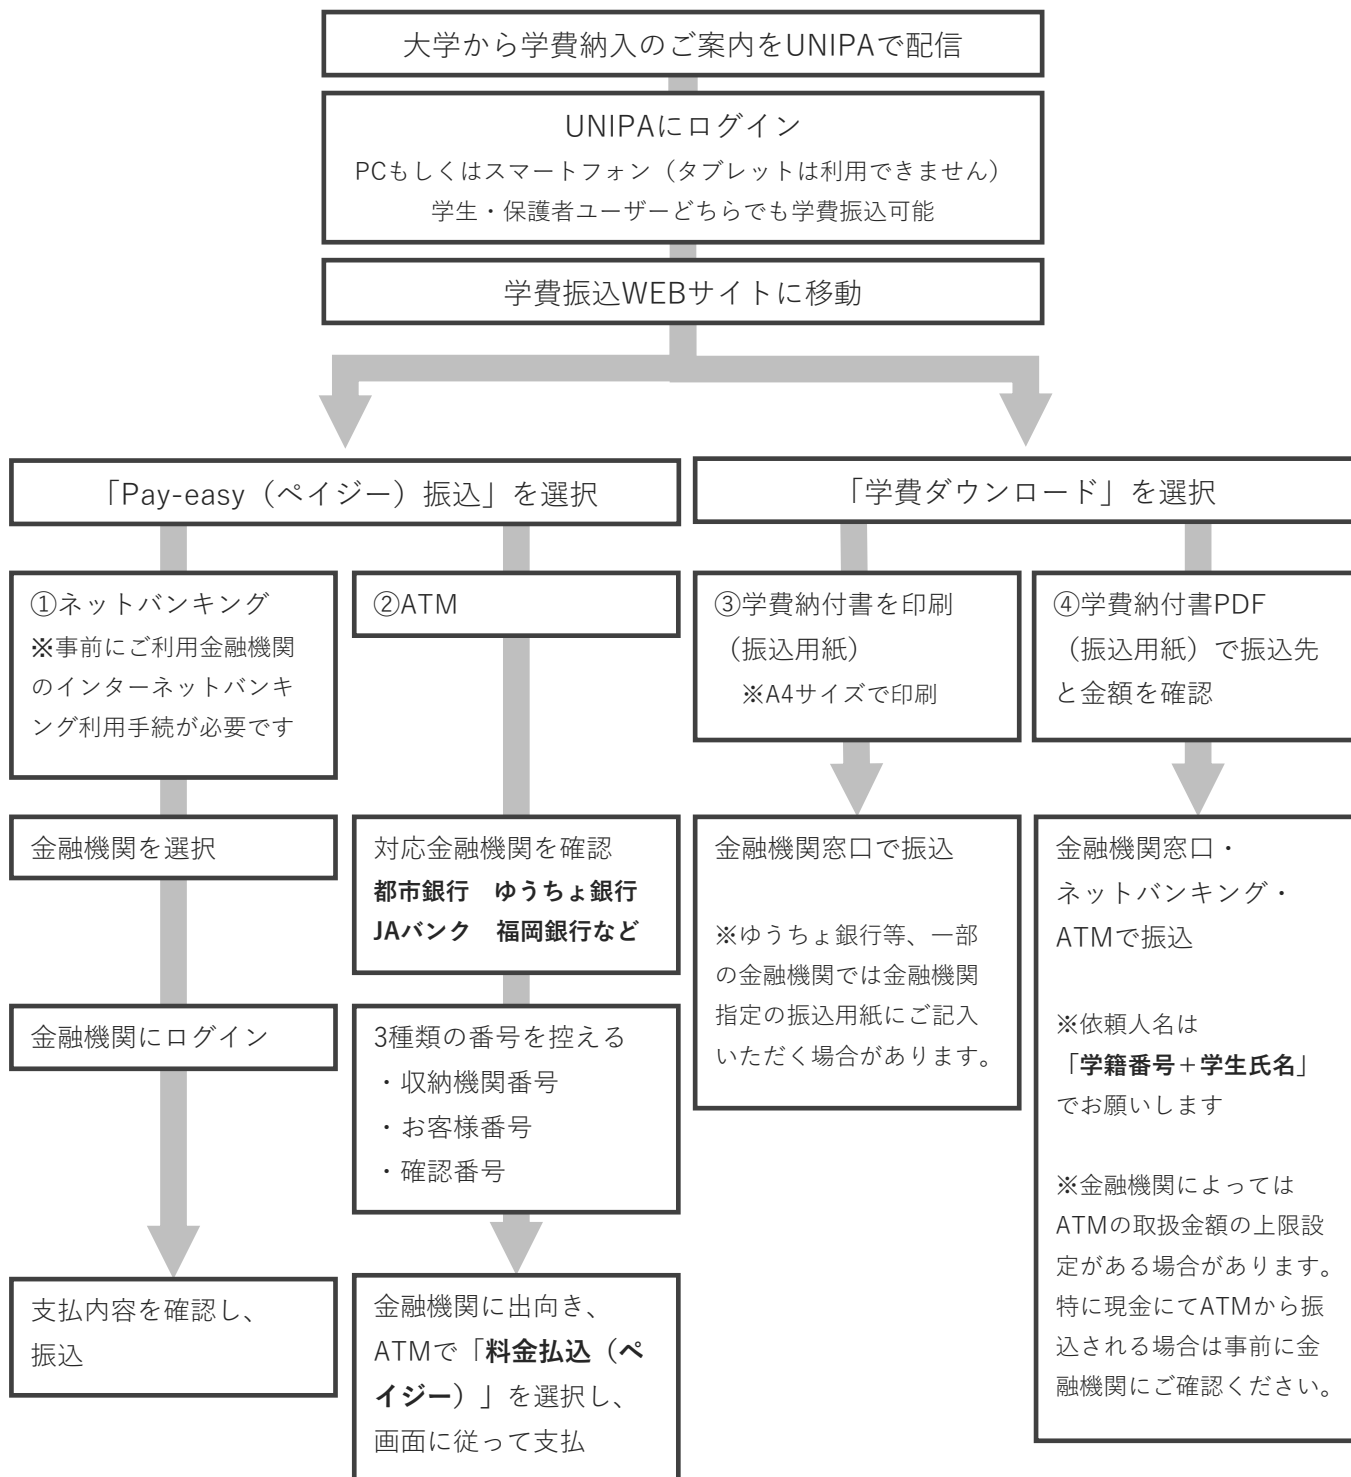 大学から学費納入のご案内をUNIPAで配信
UNIPAにログイン
PCもしくはスマートフォン（タブレットは利用できません）
学生・保護者ユーザーどちらでも学費振込可能
学費振込WEBサイトに移動
「Pay-easy（ペイジー）振込」を選択
①ネットバンキング
※事前にご利用金融機関
のインターネットバンキ
ング利用手続が必要です
金融機関を選択
金融機関にログイン
支払内容を確認し、
振込
②ATM
対応金融機関を確認
都市銀行　ゆうちょ銀行
JAバンク　福岡銀行など
3種類の番号を控える
・収納機関番号
・お客様番号
・確認番号
金融機関に出向き、
ATMで「料金払込（ペ
イジー）」を選択し、
画面に従って支払
「学費ダウンロード」を選択
③学費納付書を印刷
（振込用紙）
※A4サイズで印刷
金融機関窓口で振込
※ゆうちょ銀行等、一部
の金融機関では金融機関
指定の振込用紙にご記入
いただく場合があります。
④学費納付書PDF
（振込用紙）で振込先
と金額を確認
金融機関窓口・
ネットバンキング・
ATMで振込
※依頼人名は
「学籍番号＋学生氏名」
でお願いします
※金融機関によっては
ATMの取扱金額の上限設
定がある場合があります。
特に現金にてATMから振
込される場合は事前に金
融機関にご確認ください。